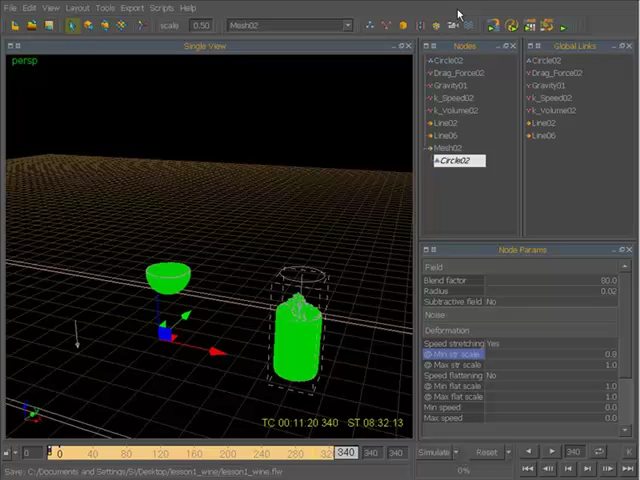 File Edit View Layout Tools Export Scripts Help
scale 0.50 Mesh02
Single View
persp
TC 00:11:20 340 ST 08:32:13
Nodes
Circle02
Drag_Force02
Gravity01
k_Speed02
k_Volume02
Line02
Line06
Mesh02
Circle02
Global Links
Circle02
Drag_Force02
Gravity01
k_Speed02
k_Volume02
Line02
Line06
Node Params
Field
Blend factor 80.0
Radius 0.02
Subtractive field No
Noise
Deformation
Speed stretching Yes
@ Min str scale 0.8
@ Max str scale 1.0
Speed flattening No
@ Min flat scale 1.0
@ Max flat scale 1.0
Min speed 0.0
Max speed 0.0
0 0 40 80 120 160 200 240 280 320 340 340 340
Simulate Reset 340 K
Save: C:/Documents and Settings/SI/Desktop/lesson1_wine/lesson1_wine.flw
0%